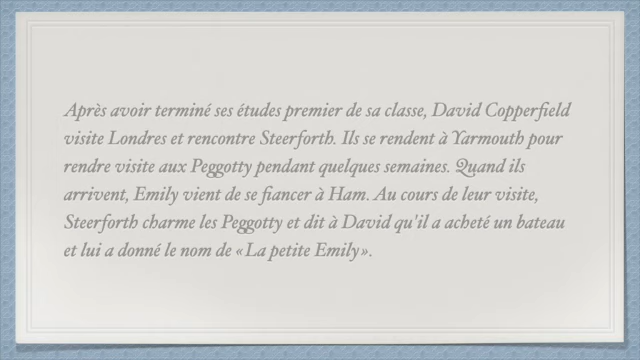 Après avoir terminé ses études premier de sa classe, David Copperfield
visite Londres et rencontre Steerforth. Ils se rendent à Yarmouth pour
rendre visite aux Peggotty pendant quelques semaines. Quand ils
arrivent, Emily vient de se fiancer à Ham. Au cours de leur visite,
Steerforth charme les Peggotty et dit à David qu'il a acheté un bateau
et lui a donné le nom de « La petite Emily ».